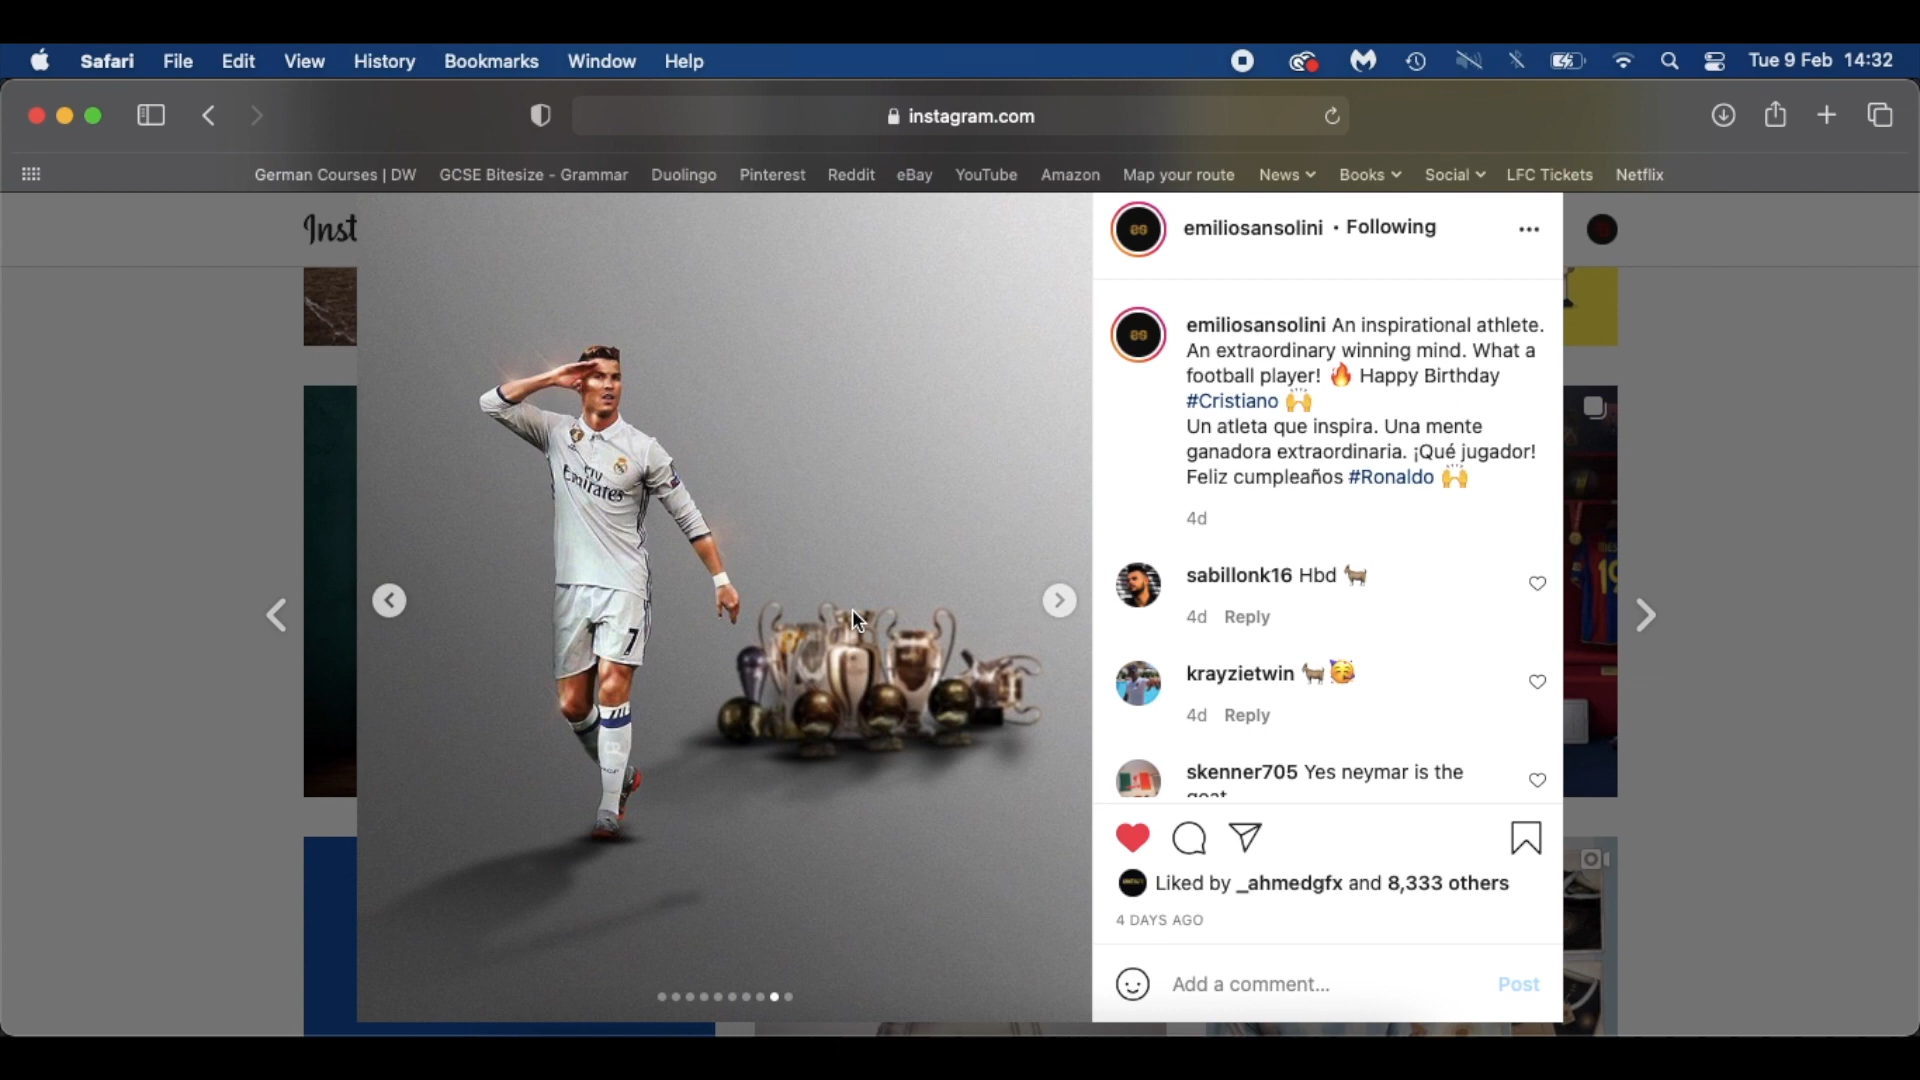 Safari File Edit View History Bookmarks Window Help Tue 9 Feb 14:32
instagram.com
German Courses | DW GCSE Bitesize - Grammar Duolingo Pinterest Reddit eBay YouTube Amazon Map your route News Books Social LFC Tickets Netflix
Inst
emiliosansolini • Following
emiliosansolini An inspirational athlete.
An extraordinary winning mind. What a
football player! 🔥 Happy Birthday
#Cristiano 🙌
Un atleta que inspira. Una mente
ganadora extraordinaria. ¡Qué jugador!
Feliz cumpleaños #Ronaldo 🙌
4d
sabillonk16 Hbd 🐐
4d Reply
krayzietwin 🐐🥳
4d Reply
skenner705 Yes neymar is the
goat
Liked by _ahmedgfx and 8,333 others
4 DAYS AGO
Add a comment... Post
Fly
Emirates
7